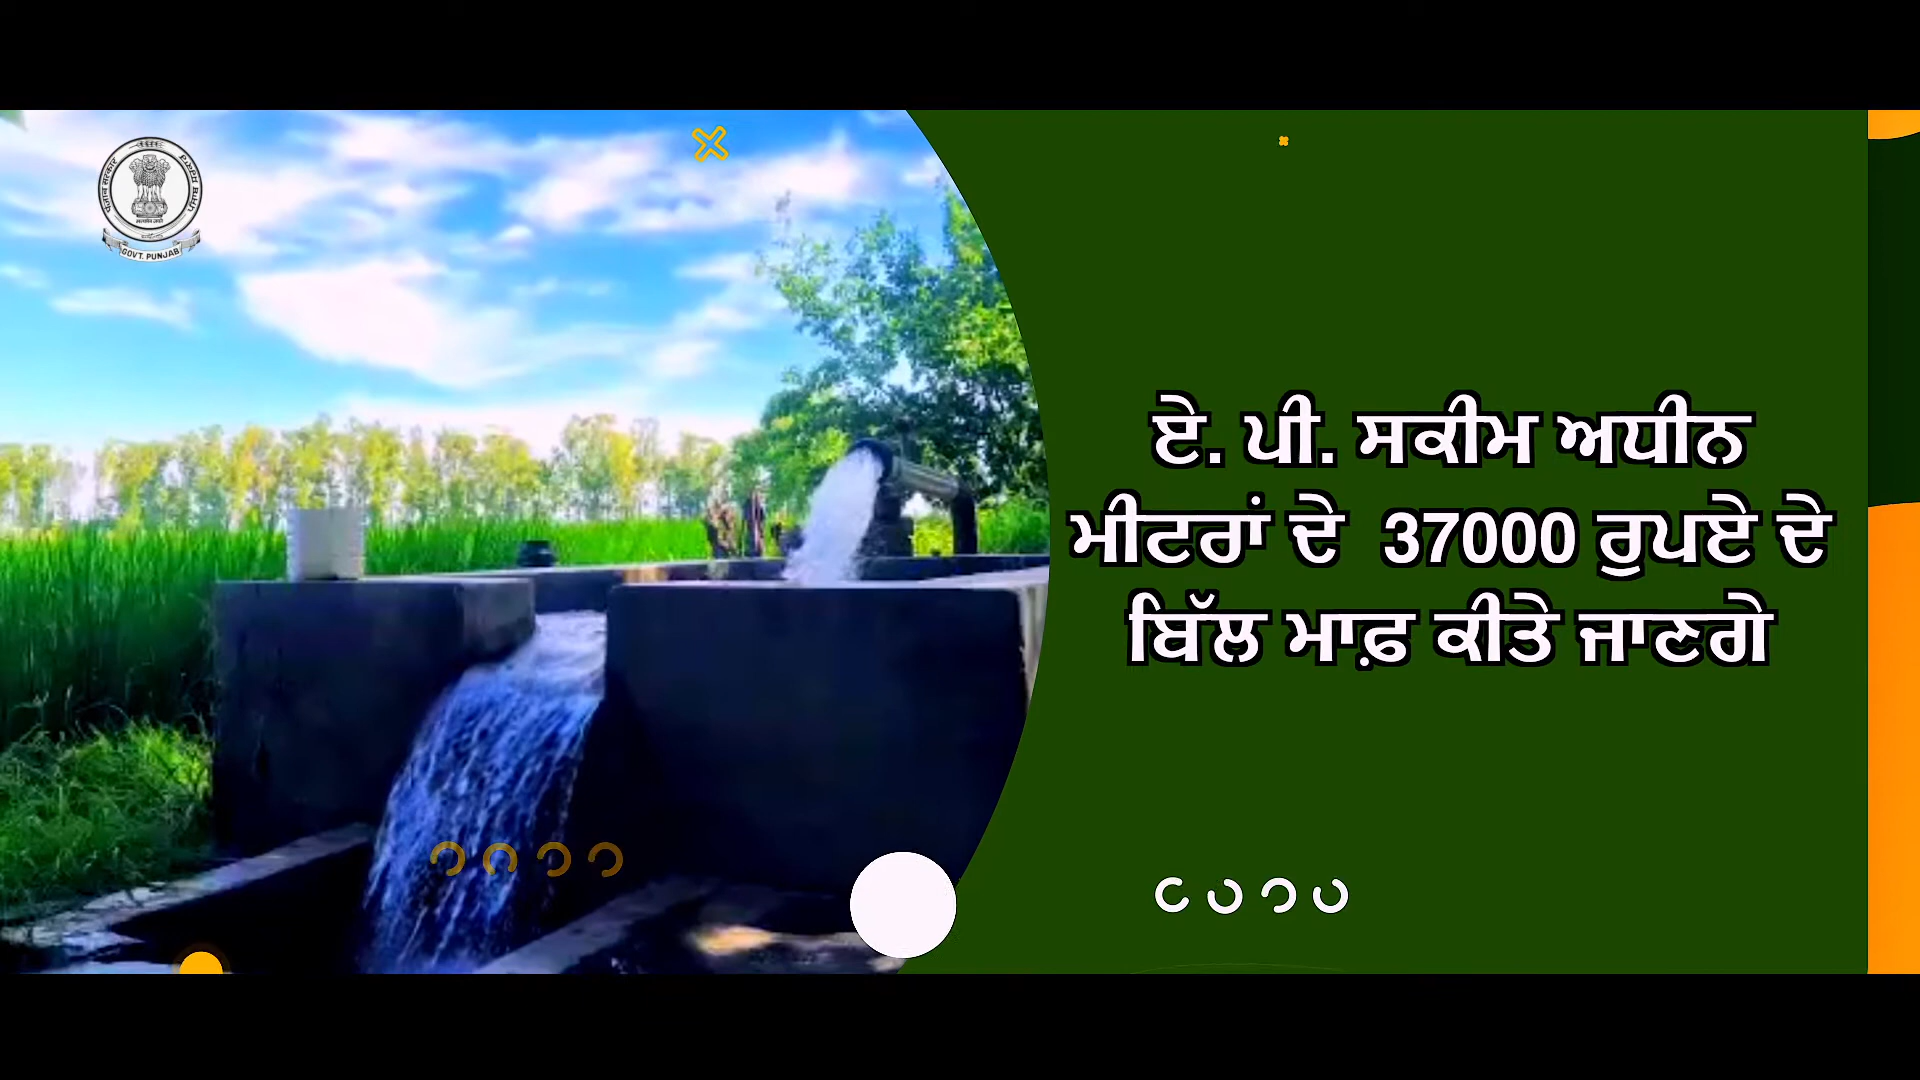 ਏ. ਪੀ. ਸਕੀਮ ਅਧੀਨ
ਮੀਟਰਾਂ ਦੇ 37000 ਰੁਪਏ ਦੇ
ਬਿੱਲ ਮਾਫ਼ ਕੀਤੇ ਜਾਣਗੇ
GOVT. PUNJAB